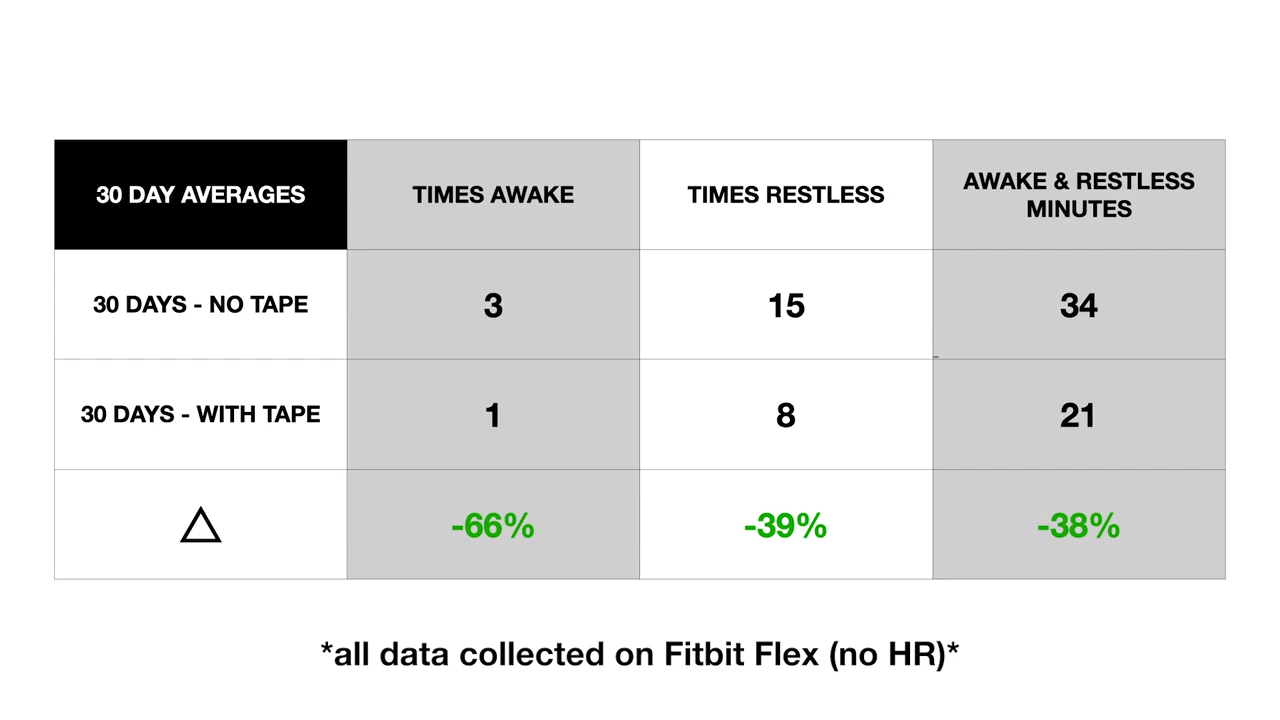 30 DAY AVERAGES
TIMES AWAKE
TIMES RESTLESS
AWAKE & RESTLESS
MINUTES
30 DAYS - NO TAPE
3
15
34
30 DAYS - WITH TAPE
1
8
21
△
-66%
-39%
-38%
*all data collected on Fitbit Flex (no HR)*